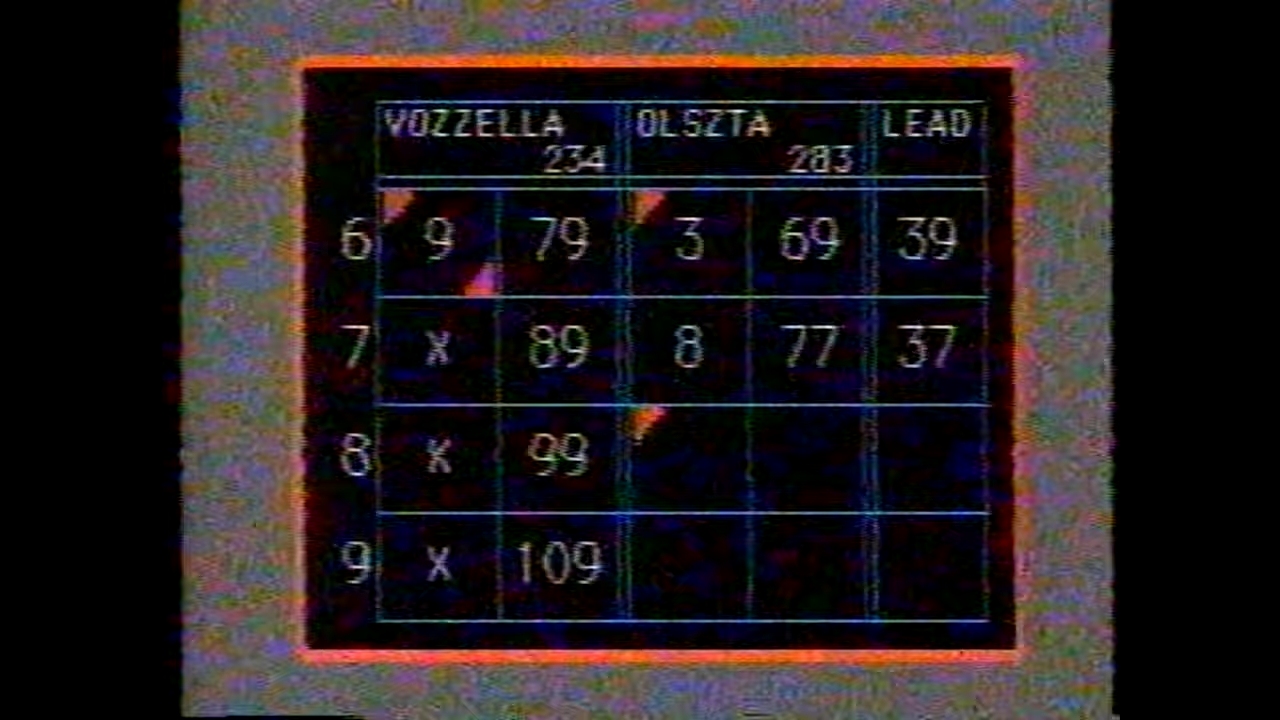 VOZZELLA OLSZTA LEAD
234 283
6 9 79 3 69 39
7 X 89 8 77 37
8 X 99
9 X 109